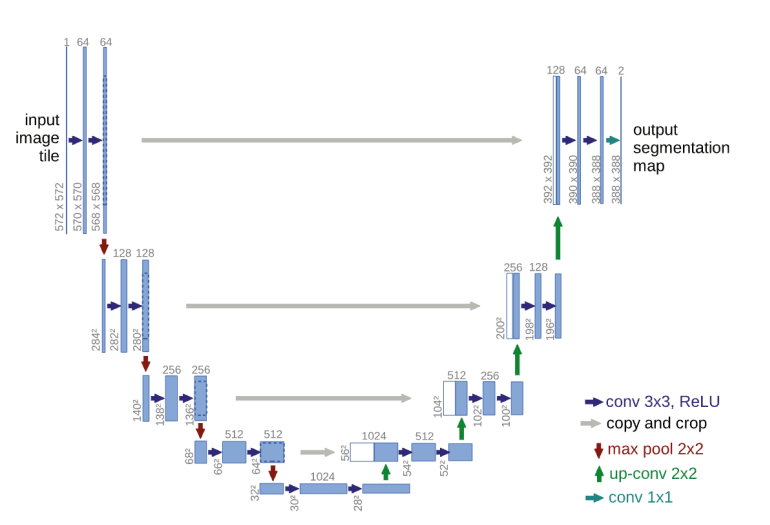 1 64 64
input
image
tile
572 x 572
570 x 570
568 x 568
128 64 64 2
output
segmentation
map
392 x 392
390 x 390
388 x 388
388 x 388
128 128
284²
282²
280²
256 128
200²
198²
196²
256 256
140²
138²
136²
512 256
104²
102²
100²
512 512
68²
66²
64²
1024 512
56²
54²
52²
1024
32²
30²
28²
conv 3x3, ReLU
copy and crop
max pool 2x2
up-conv 2x2
conv 1x1